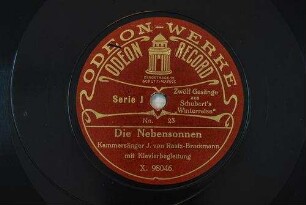 ODEON-WERKE
ODEON RECORD
Serie I
Zwölf Gesänge
aus
Schubert's
"Winterreise"
No. 23
Die Nebensonnen
Kammersänger J. von Raatz-Brockmann
mit Klavierbegleitung
X. 98046.